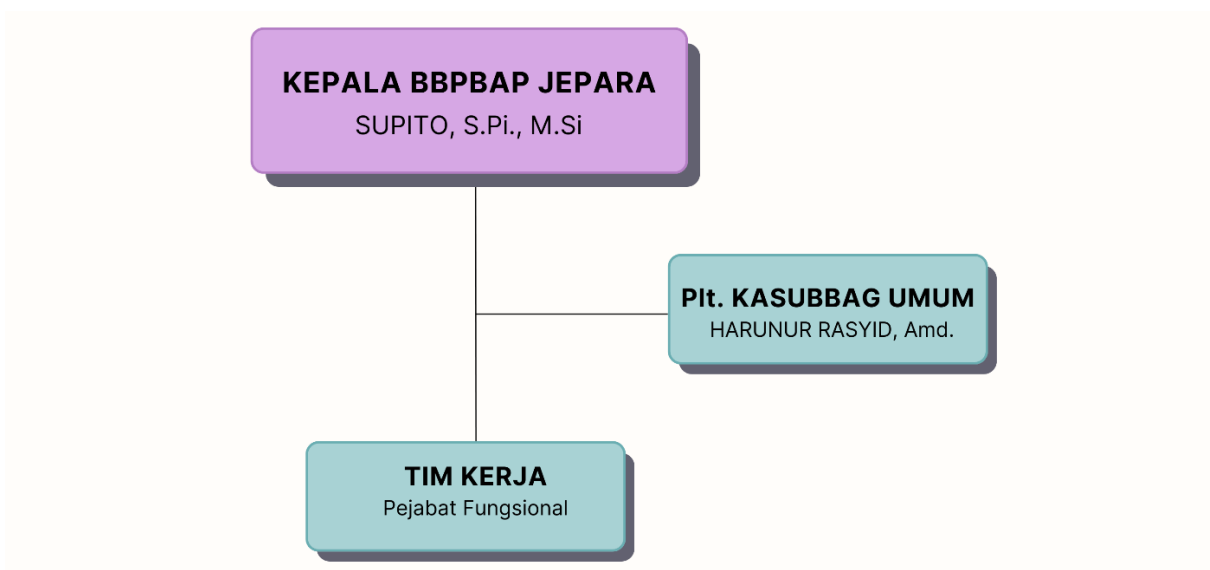 KEPALA BBPBAP JEPARA
SUPITO, S.Pi., M.Si
Plt. KASUBBAG UMUM
HARUNUR RASYID, Amd.
TIM KERJA
Pejabat Fungsional